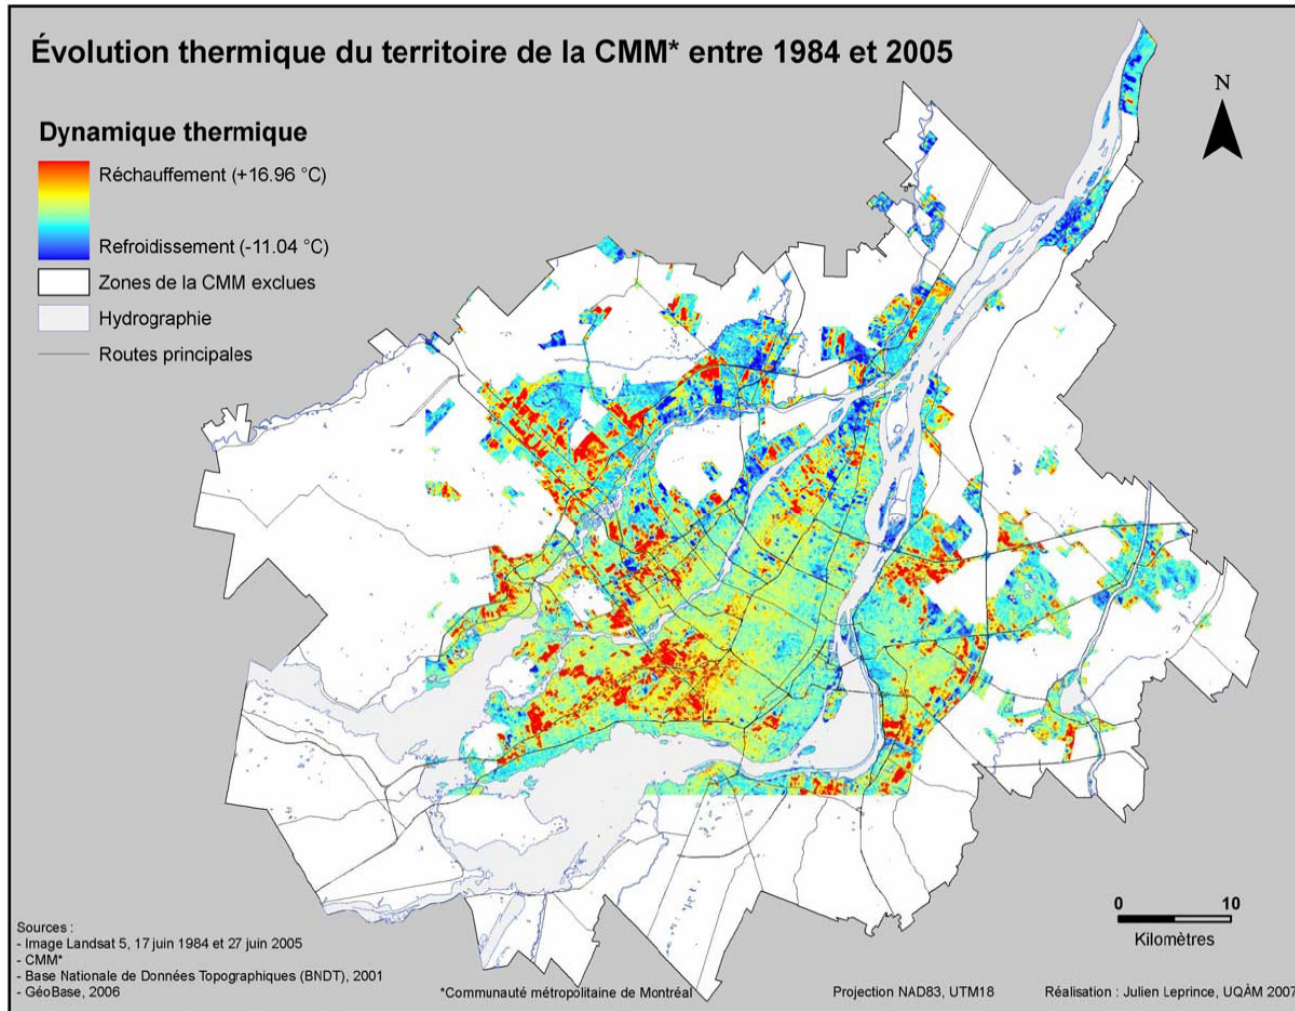 Évolution thermique du territoire de la CMM* entre 1984 et 2005
N
Dynamique thermique
Réchauffement (+16.96 °C)
Refroidissement (-11.04 °C)
Zones de la CMM exclues
Hydrographie
Routes principales
0 10
Kilomètres
Sources :
- Image Landsat 5, 17 juin 1984 et 27 juin 2005
- CMM*
- Base Nationale de Données Topographiques (BNDT), 2001
- GéoBase, 2006
*Communauté métropolitaine de Montréal
Projection NAD83, UTM18
Réalisation : Julien Leprince, UQÀM 2007